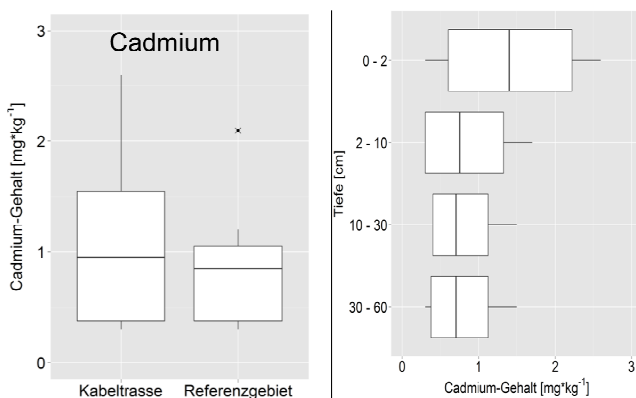 Cadmium
Cadmium-Gehalt [mg*kg⁻¹]
3
2
1
0
Kabeltrasse Referenzgebiet
Tiefe [cm]
0 - 2
2 - 10
10 - 30
30 - 60
0 1 2 3
Cadmium-Gehalt [mg*kg⁻¹]